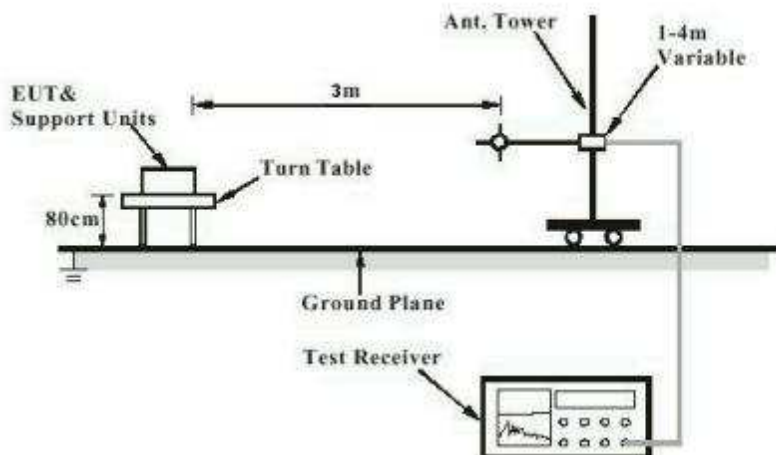 Ant. Tower
1-4m
Variable
EUT&
Support Units
3m
Turn Table
80cm
Ground Plane
Test Receiver